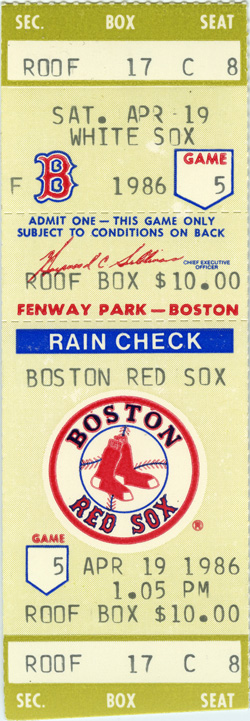 SEC. BOX SEAT
ROOF 17 C 8
SAT. APR 19
WHITE SOX
GAME
F B 1986 5
ADMIT ONE — THIS GAME ONLY
SUBJECT TO CONDITIONS ON BACK
CHIEF EXECUTIVE
OFFICER
ROOF BOX $10.00
FENWAY PARK — BOSTON
RAIN CHECK
BOSTON RED SOX
BOSTON
RED SOX
®
GAME
5 APR 19 1986
1.05 PM
ROOF BOX $10.00
ROOF 17 C 8
SEC. BOX SEAT